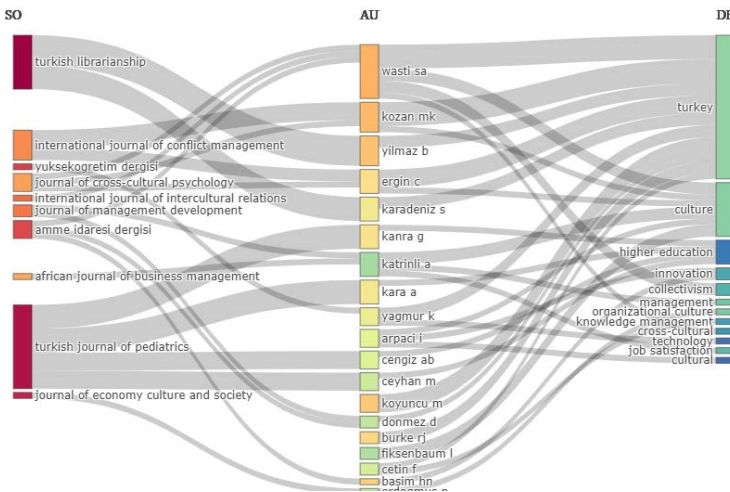 SO
AU
DE
turkish librarianship
international journal of conflict management
yuksekogretim dergisi
journal of cross-cultural psychology
international journal of intercultural relations
journal of management development
amme idaresi dergisi
african journal of business management
turkish journal of pediatrics
journal of economy culture and society
wasti sa
kozan mk
yilmaz b
ergin c
karadeniz s
kanra g
katrinli a
kara a
yagmur k
arpaci i
cengiz ab
ceyhan m
koyuncu m
donmez d
burke rj
fiksenbaum l
cetin f
basim hn
turkey
culture
higher education
innovation
collectivism
management
organizational culture
knowledge management
cross-cultural
technology
job satisfaction
cultural